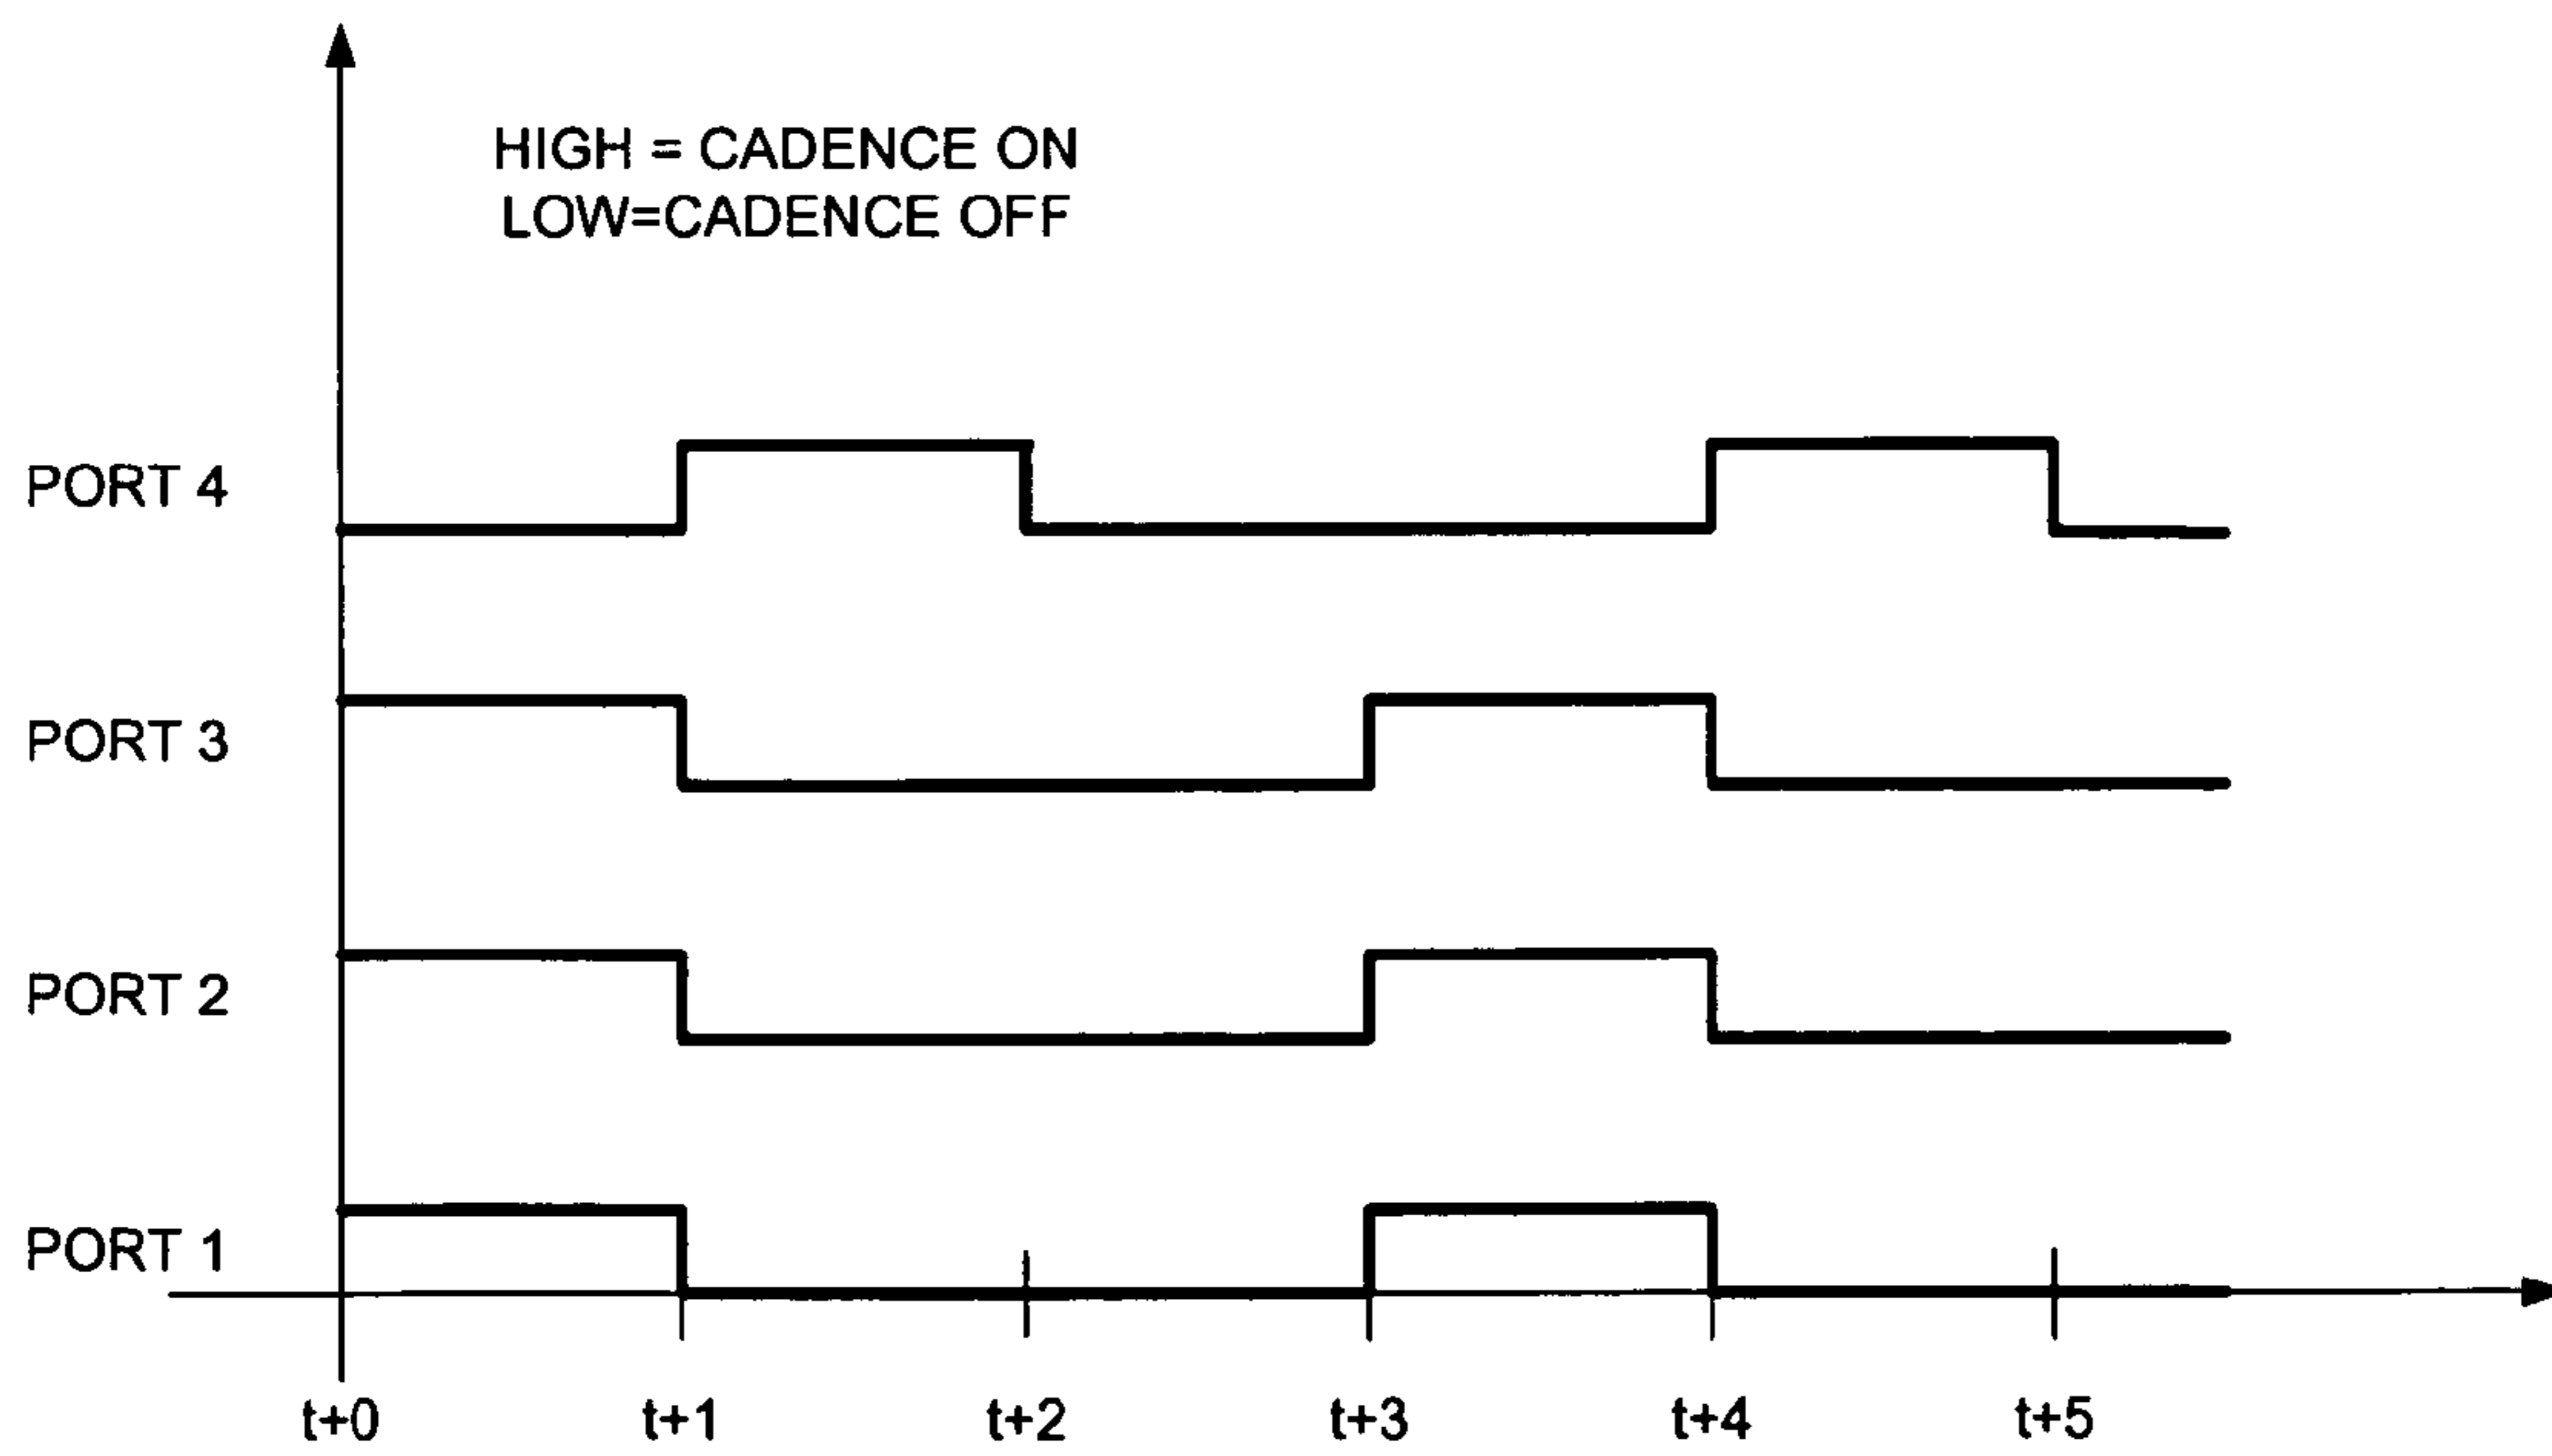 HIGH = CADENCE ON
LOW=CADENCE OFF
PORT 4
PORT 3
PORT 2
PORT 1
t+0 t+1 t+2 t+3 t+4 t+5